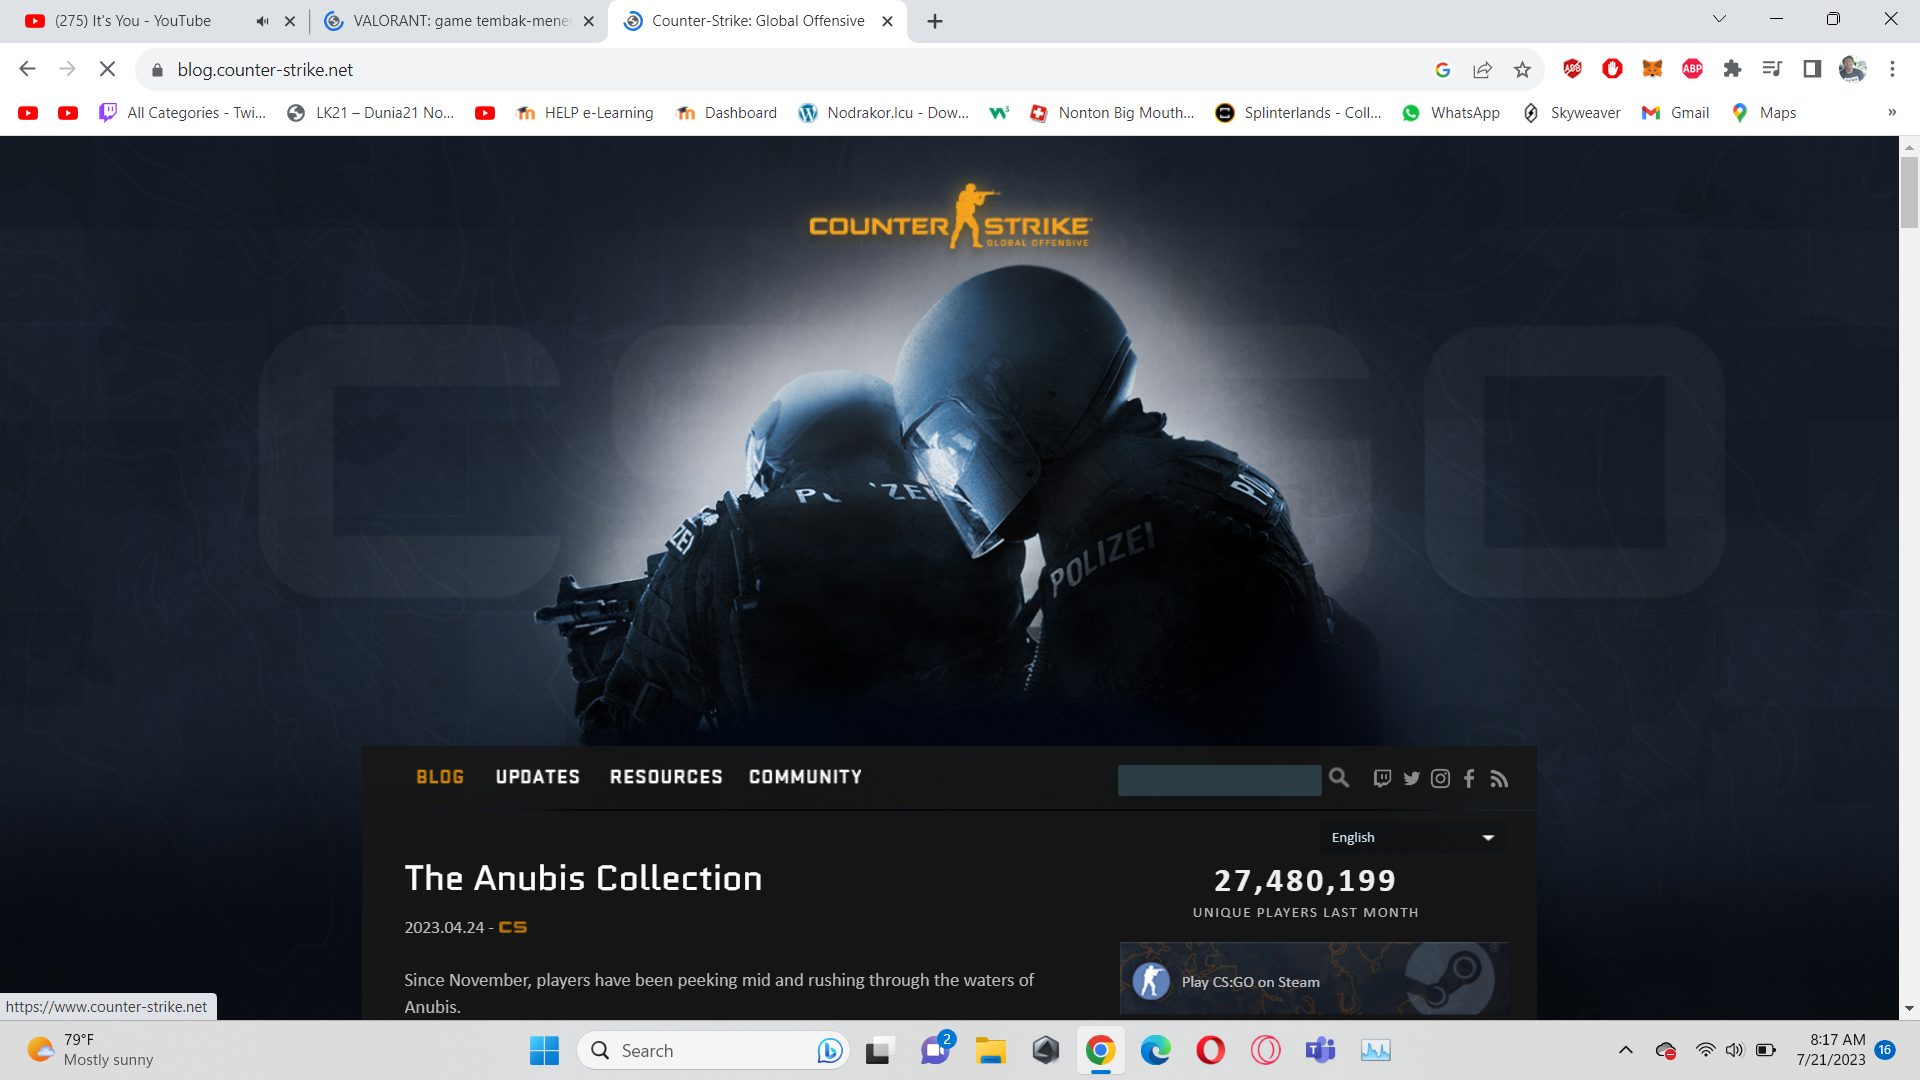 (275) It's You - YouTube
VALORANT: game tembak-mene
Counter-Strike: Global Offensive
blog.counter-strike.net
ABP
All Categories - Twi...
LK21 – Dunia21 No...
HELP e-Learning
Dashboard
Nodrakor.Icu - Dow...
Nonton Big Mouth...
Splinterlands - Coll...
WhatsApp
Skyweaver
Gmail
Maps
»
COUNTER STRIKE
GLOBAL OFFENSIVE
CSGO
POLIZEI
BLOG
UPDATES
RESOURCES
COMMUNITY
English
The Anubis Collection
27,480,199
UNIQUE PLAYERS LAST MONTH
2023.04.24 - CS
Since November, players have been peeking mid and rushing through the waters of
Anubis.
Play CS:GO on Steam
https://www.counter-strike.net
79°F
Mostly sunny
Search
2
8:17 AM
7/21/2023
16